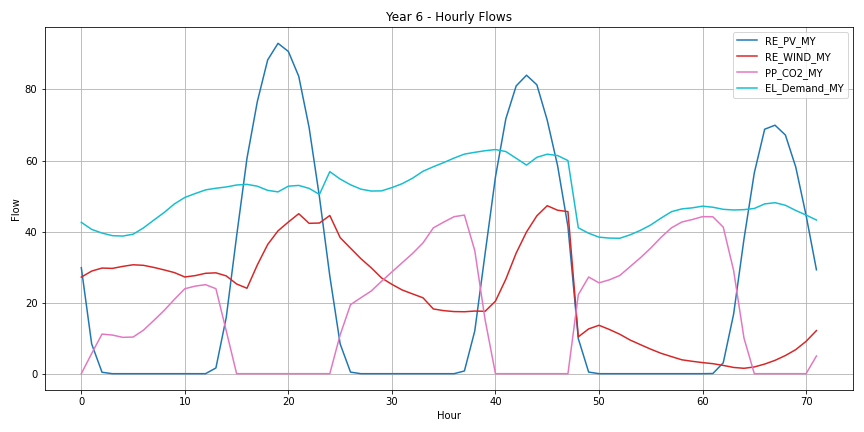 Year 6 - Hourly Flows
RE_PV_MY
RE_WIND_MY
PP_CO2_MY
EL_Demand_MY
Flow
80
60
40
20
0
0 10 20 30 40 50 60 70
Hour